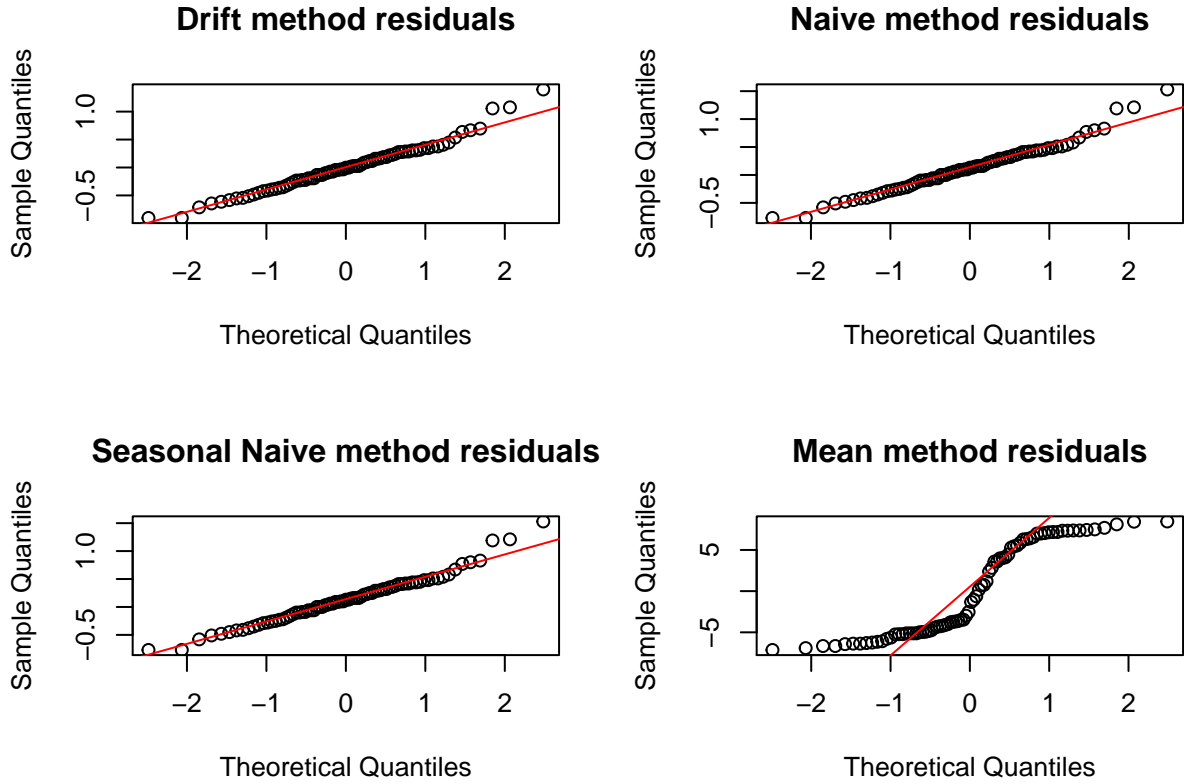 Drift method residuals
Sample Quantiles
1.0
−0.5
−2 −1 0 1 2
Theoretical Quantiles
Naive method residuals
Sample Quantiles
1.0
−0.5
−2 −1 0 1 2
Theoretical Quantiles
Seasonal Naive method residuals
Sample Quantiles
1.0
−0.5
−2 −1 0 1 2
Theoretical Quantiles
Mean method residuals
Sample Quantiles
5
−5
−2 −1 0 1 2
Theoretical Quantiles